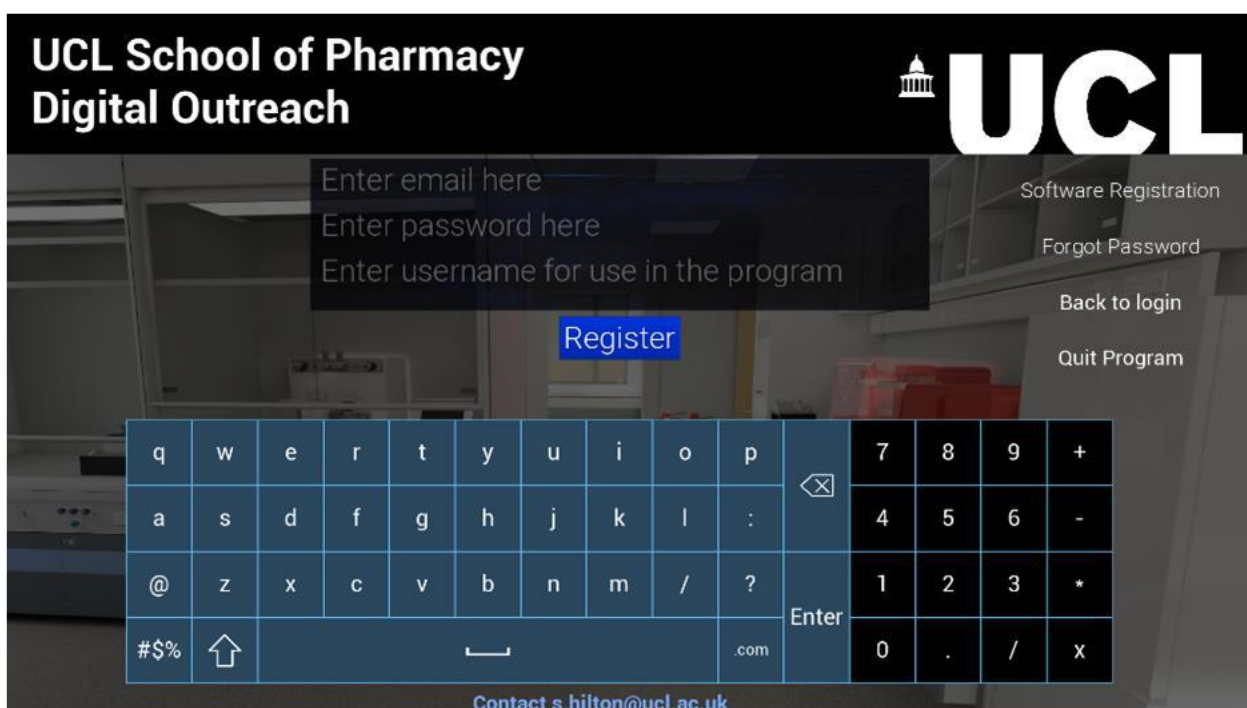 UCL School of Pharmacy
Digital Outreach
UCL
Enter email here
Enter password here
Enter username for use in the program
Register
Software Registration
Forgot Password
Back to login
Quit Program
q w e r t y u i o p 7 8 9 +
a s d f g h j k l : 4 5 6 -
@ z x c v b n m / ? Enter 1 2 3 *
#$% .com 0 . / x
Contact s.hilton@ucl.ac.uk